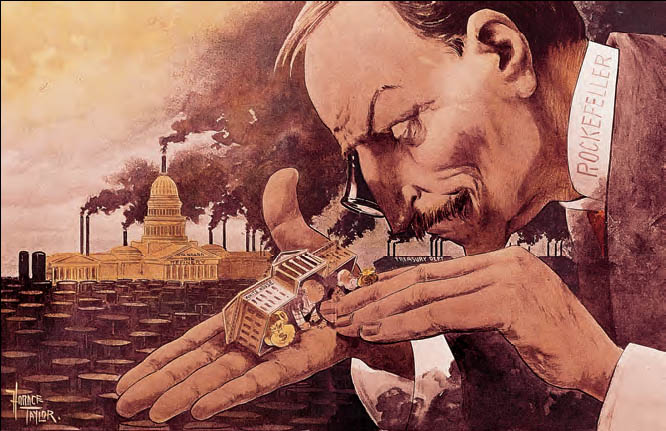 ROCKEFELLER
TREASURY DEPT.
HORACE
TAYLOR.